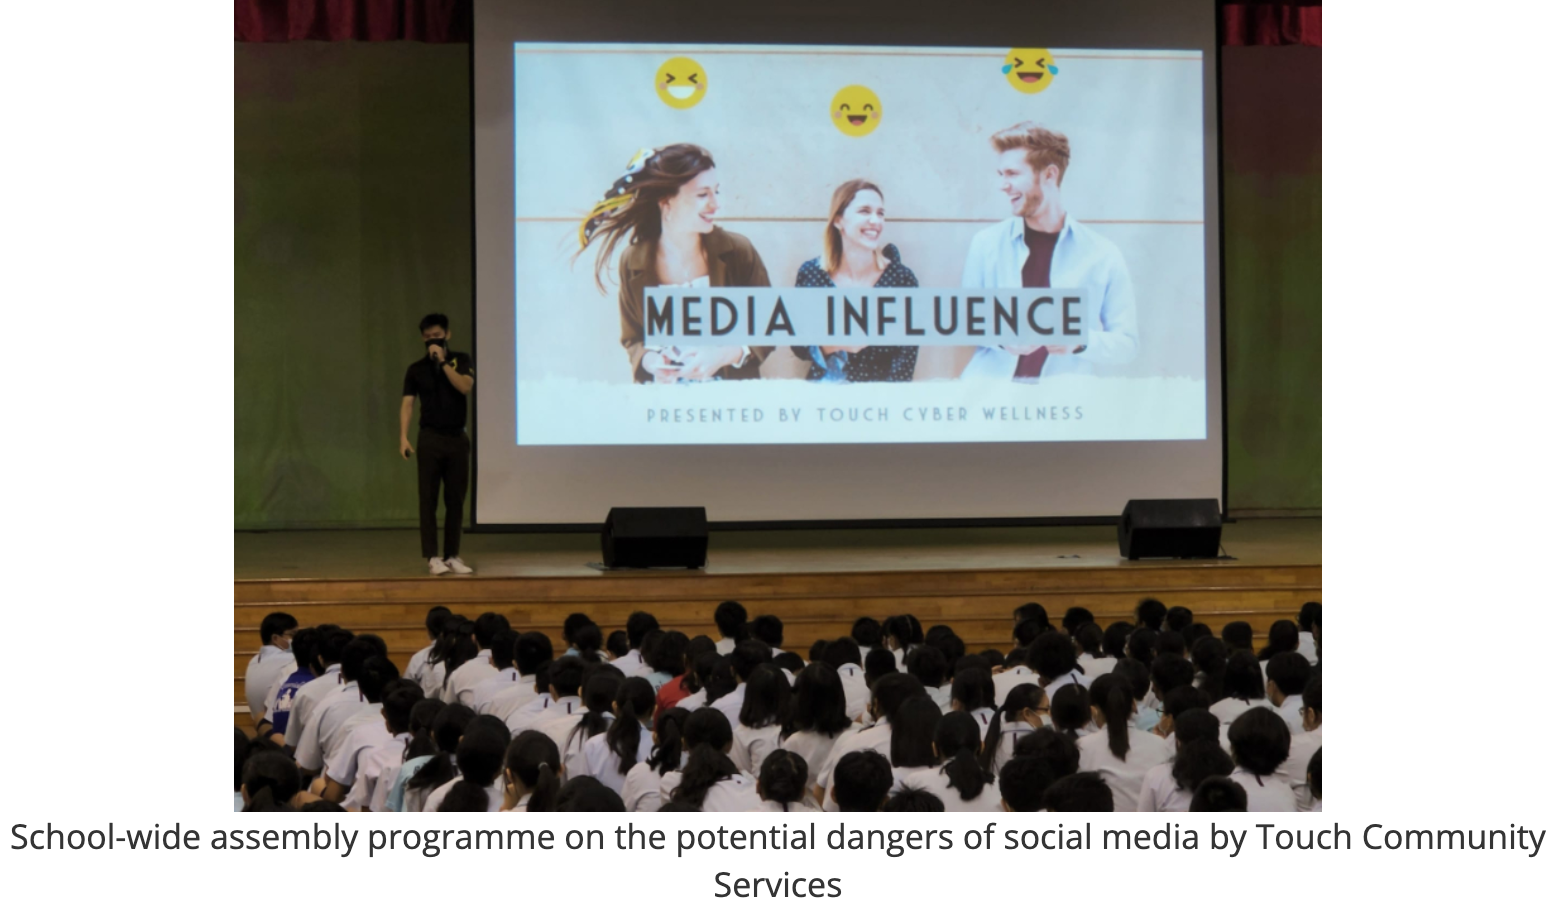 MEDIA INFLUENCE
PRESENTED BY TOUCH CYBER WELLNESS
School-wide assembly programme on the potential dangers of social media by Touch Community
Services